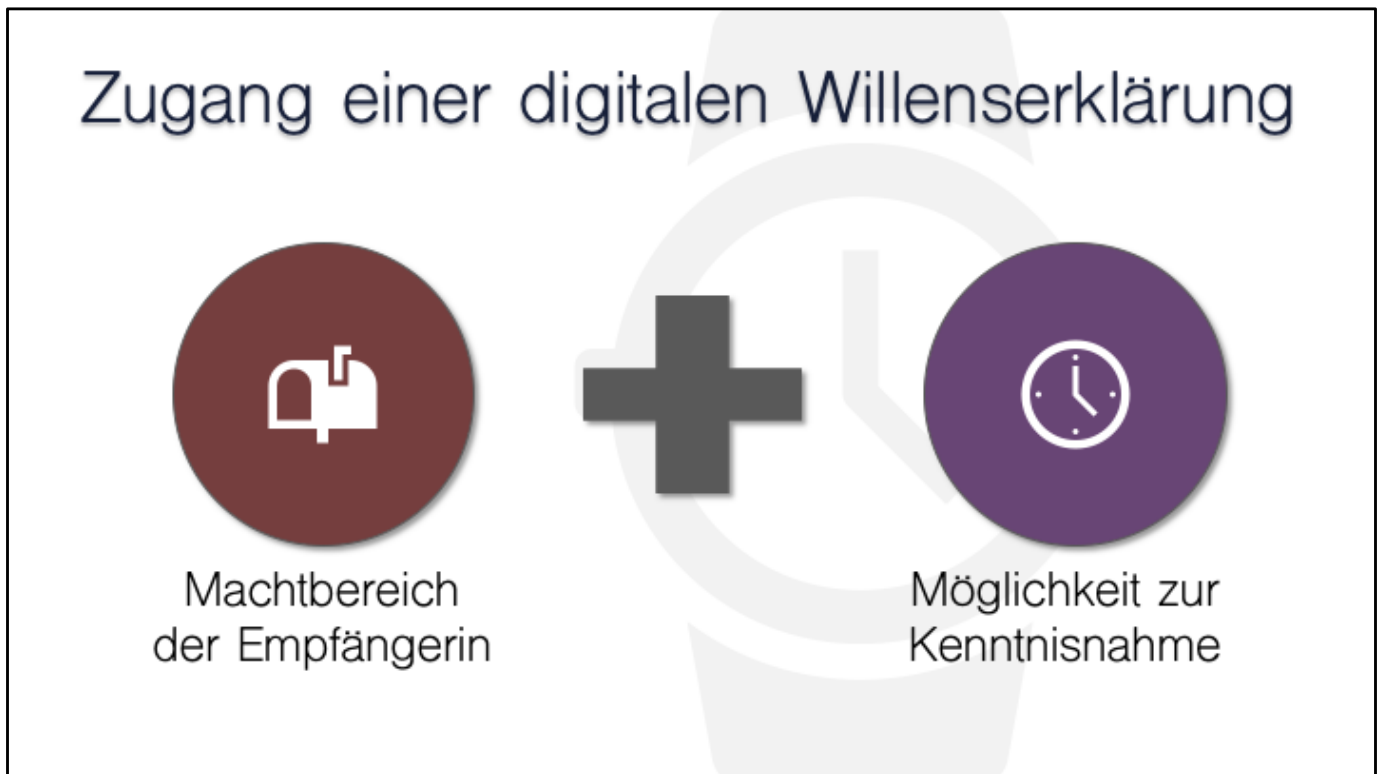 Zugang einer digitalen Willenserklärung
Machtbereich
der Empfängerin
Möglichkeit zur
Kenntnisnahme